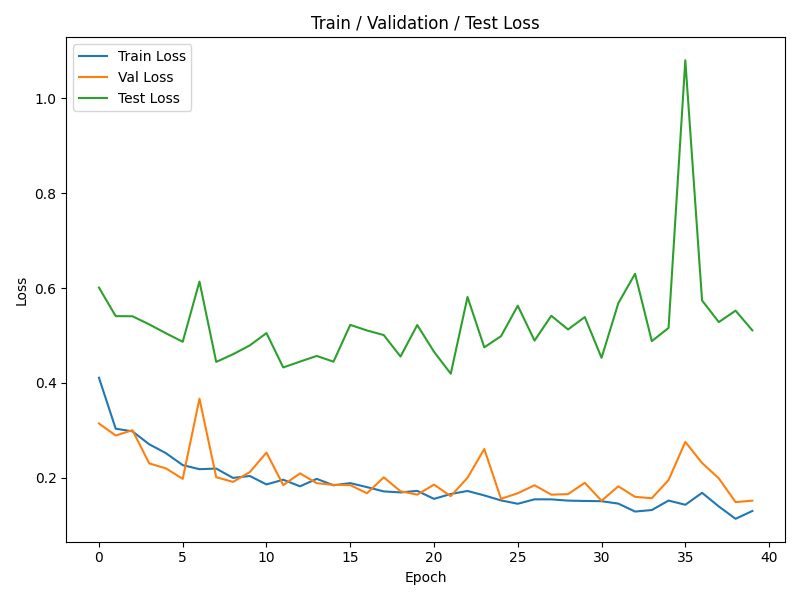 Train / Validation / Test Loss
Train Loss
Val Loss
Test Loss
1.0
0.8
0.6
0.4
0.2
Loss
0 5 10 15 20 25 30 35 40
Epoch